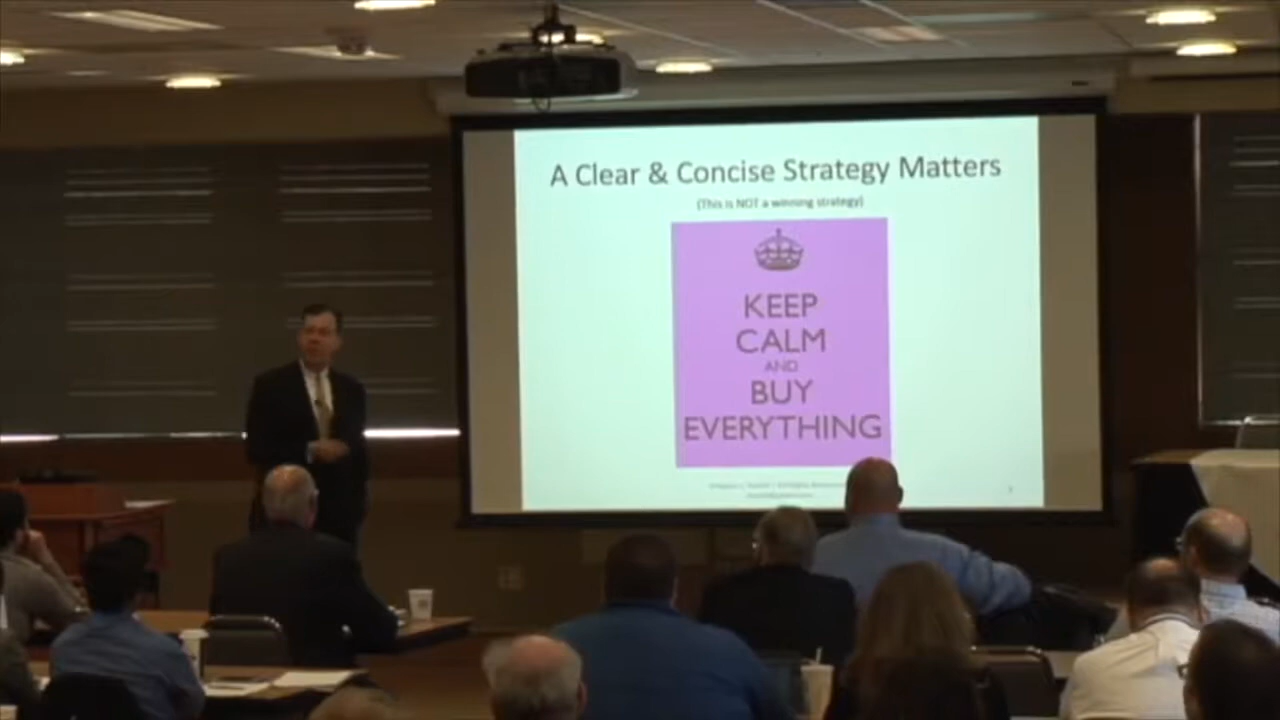 A Clear & Concise Strategy Matters
(This is NOT a winning strategy)
KEEP
CALM
AND
BUY
EVERYTHING